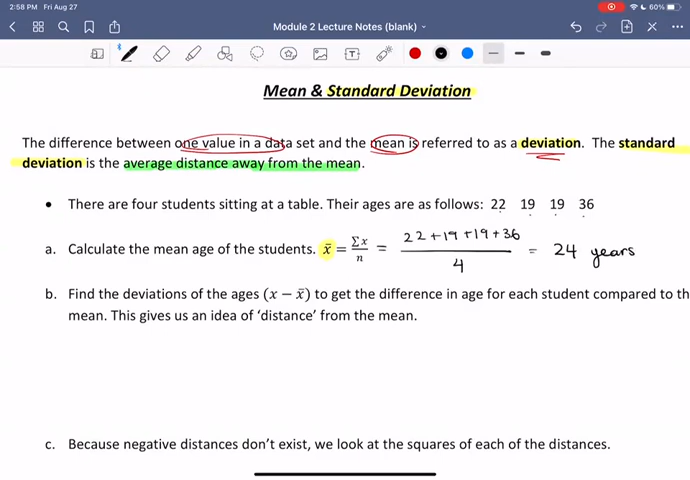 2:58 PM Fri Aug 27
60%
Module 2 Lecture Notes (blank)
Mean & Standard Deviation
The difference between one value in a data set and the mean is referred to as a deviation. The standard
deviation is the average distance away from the mean.
• There are four students sitting at a table. Their ages are as follows: 22 19 19 36
a. Calculate the mean age of the students. x̄ = Σx/n = 22+19+19+36/4 = 24 years
b. Find the deviations of the ages (x − x̄) to get the difference in age for each student compared to th
mean. This gives us an idea of 'distance' from the mean.
c. Because negative distances don't exist, we look at the squares of each of the distances.